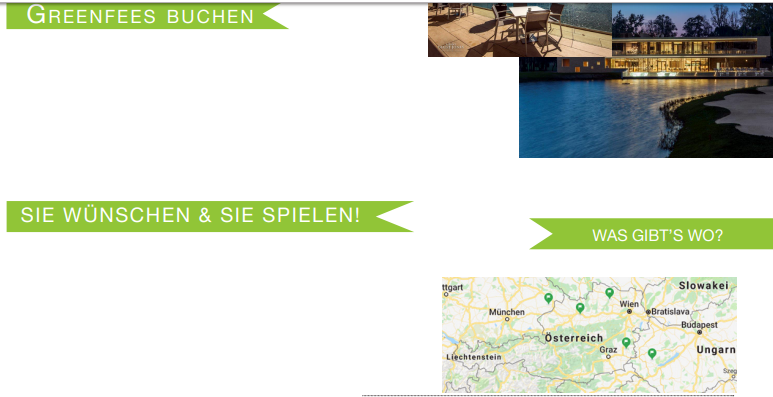 GREENFEES BUCHEN
SIE WÜNSCHEN & SIE SPIELEN!
WAS GIBT'S WO?
Slowakei
ttgart
Wien
München
Bratislava
Budapest
Österreich
Graz
Ungarn
Liechtenstein
Szeg